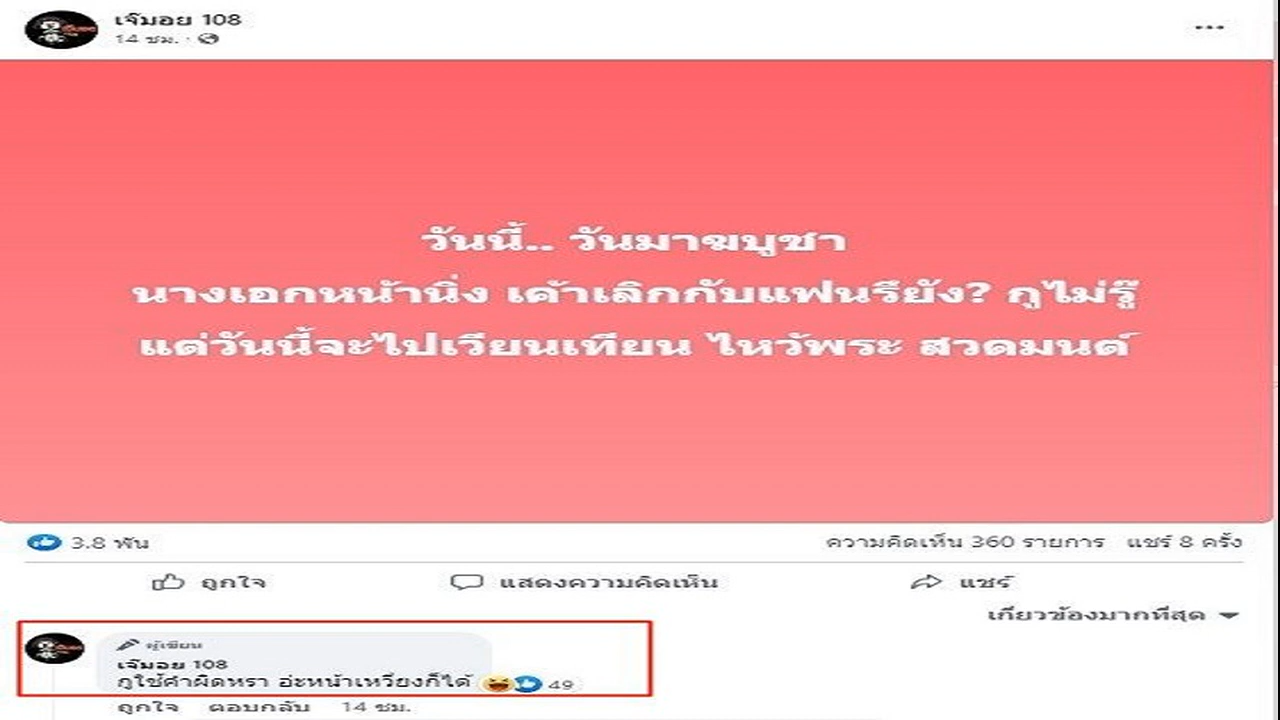 เจ๊มอย 108
14 ชม.
วันนี้.. วันมาฆบูชา
นางเอกหน้านิ่ง เค้าเลิกกับแฟนรึยัง? กูไม่รู้
แต่วันนี้จะไปเวียนเทียน ไหว้พระ สวดมนต์
3.8 พัน
ความคิดเห็น 360 รายการ แชร์ 8 ครั้ง
ถูกใจ แสดงความคิดเห็น แชร์
เกี่ยวข้องมากที่สุด
ผู้เขียน
เจ๊มอย 108
กูใช้คำผิดหรา อ่ะหน้าเหวี่ยงก็ได้ 49
ถูกใจ ตอบกลับ 14 ชม.